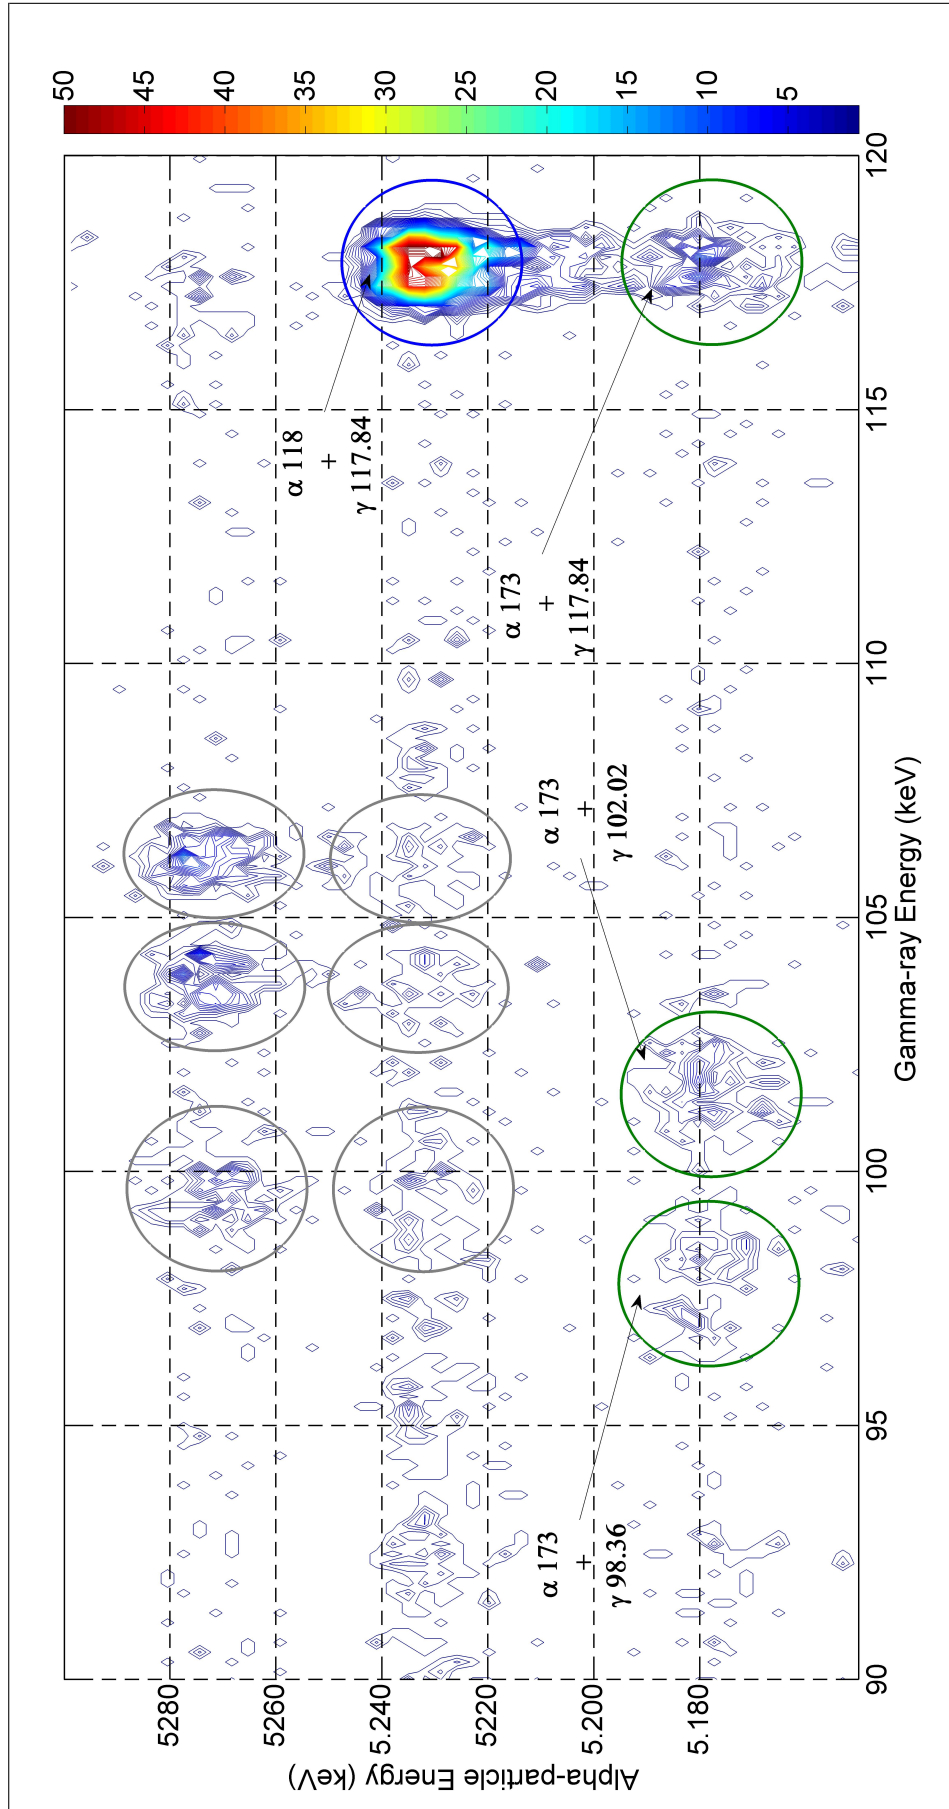 50
45
40
35
30
25
20
15
10
5
α 118
+
γ 117.84
α 173
+
γ 117.84
α 173
+
γ 102.02
α 173
+
γ 98.36
5280
5260
5.240
5220
5.200
5.180
Alpha-particle Energy (keV)
90
95
100
105
110
115
120
Gamma-ray Energy (keV)